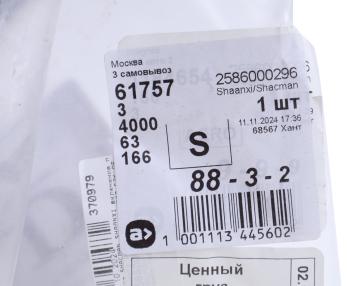 Москва
3 самовывоз
61757
3
4000
63
166
S
2586000296
Shaanxi/Shacman
1 шт
11.11.2024 17:36
68567 Хант
88 - 3 - 2
a>
1 001113 445602
370979
Ценный
02.